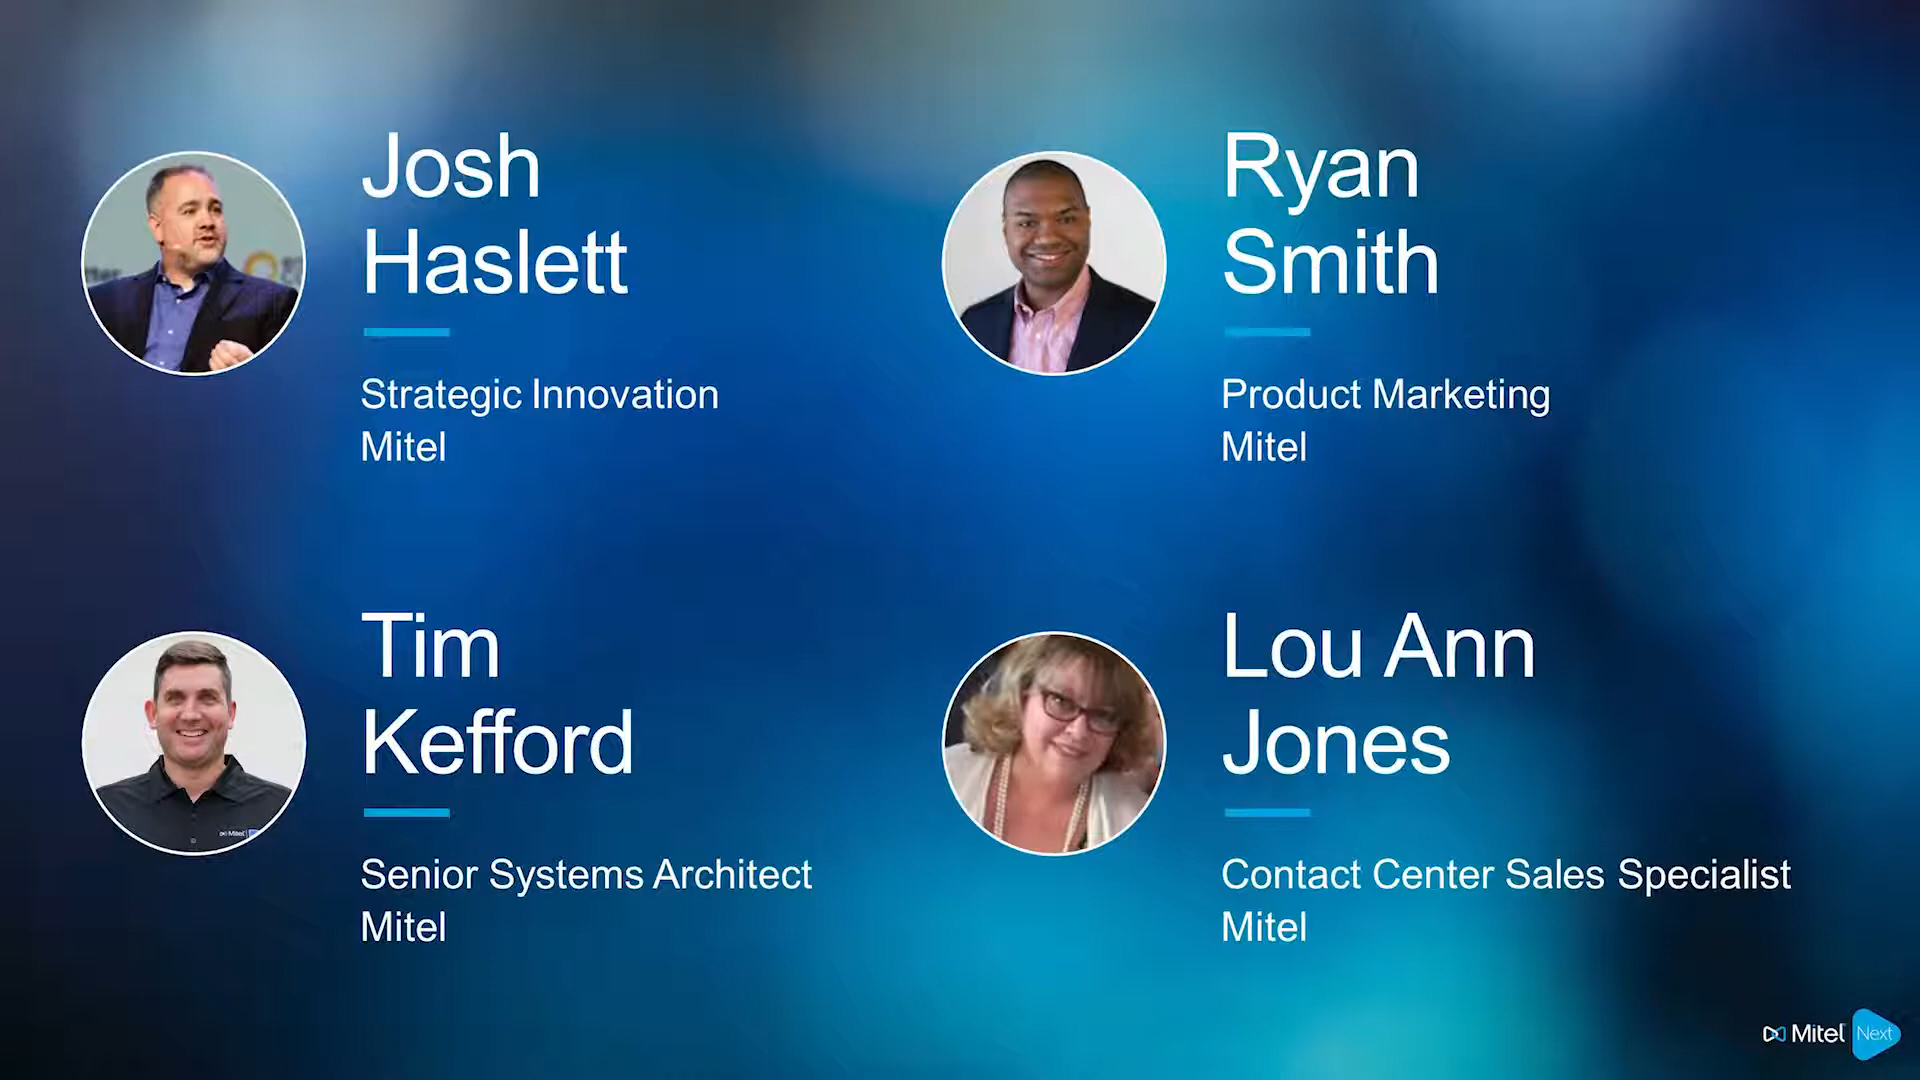 Josh
Haslett
Strategic Innovation
Mitel
Ryan
Smith
Product Marketing
Mitel
Tim
Kefford
Senior Systems Architect
Mitel
Mitel
Lou Ann
Jones
Contact Center Sales Specialist
Mitel
Mitel Next